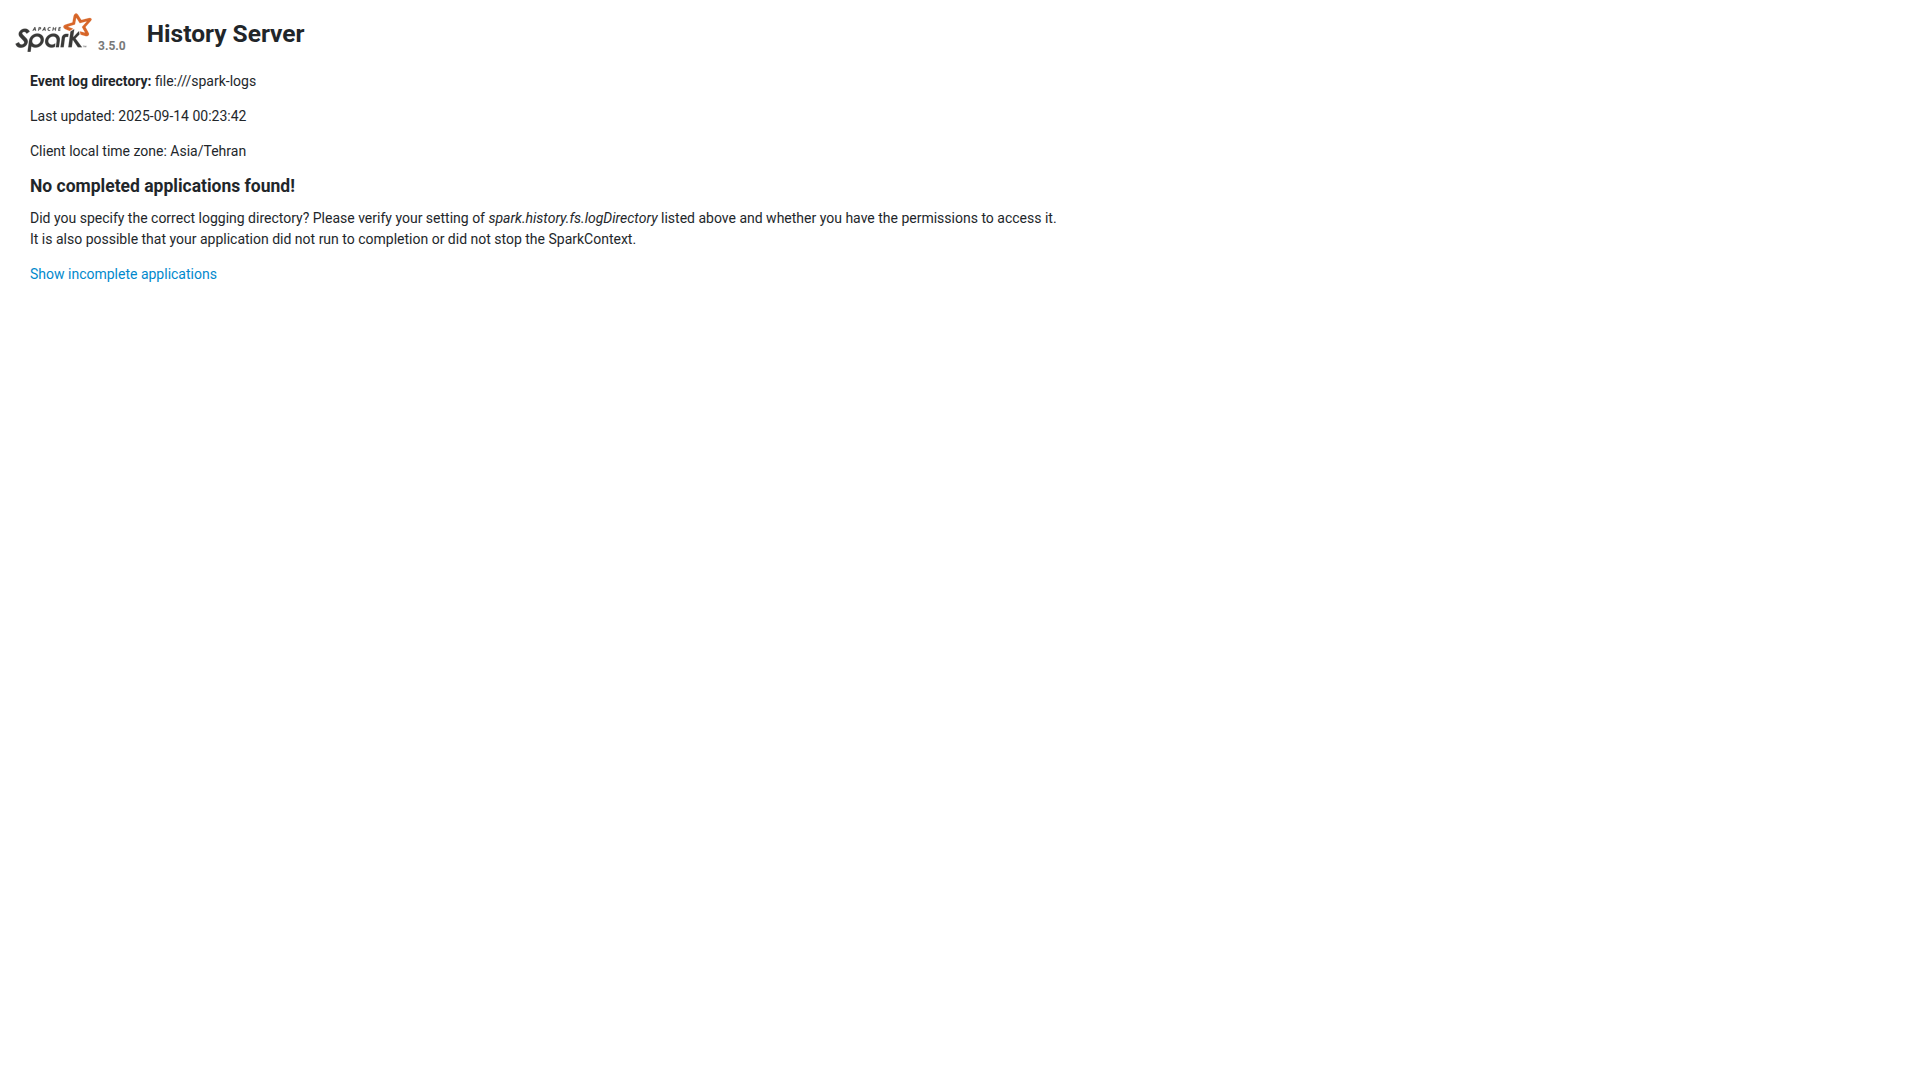 APACHE
Spark 3.5.0 History Server
Event log directory: file:///spark-logs
Last updated: 2025-09-14 00:23:42
Client local time zone: Asia/Tehran
No completed applications found!
Did you specify the correct logging directory? Please verify your setting of spark.history.fs.logDirectory listed above and whether you have the permissions to access it.
It is also possible that your application did not run to completion or did not stop the SparkContext.
Show incomplete applications